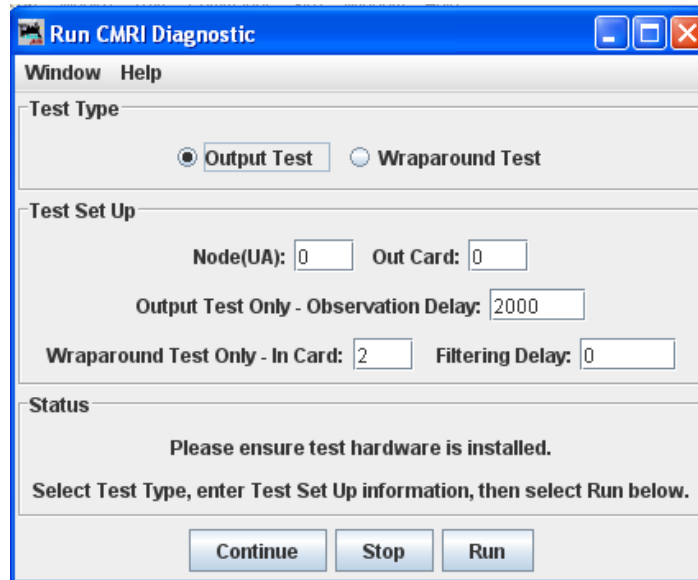 Run CMRI Diagnostic
Window Help
Test Type
Output Test Wraparound Test
Test Set Up
Node(UA): 0 Out Card: 0
Output Test Only - Observation Delay: 2000
Wraparound Test Only - In Card: 2 Filtering Delay: 0
Status
Please ensure test hardware is installed.
Select Test Type, enter Test Set Up information, then select Run below.
Continue Stop Run